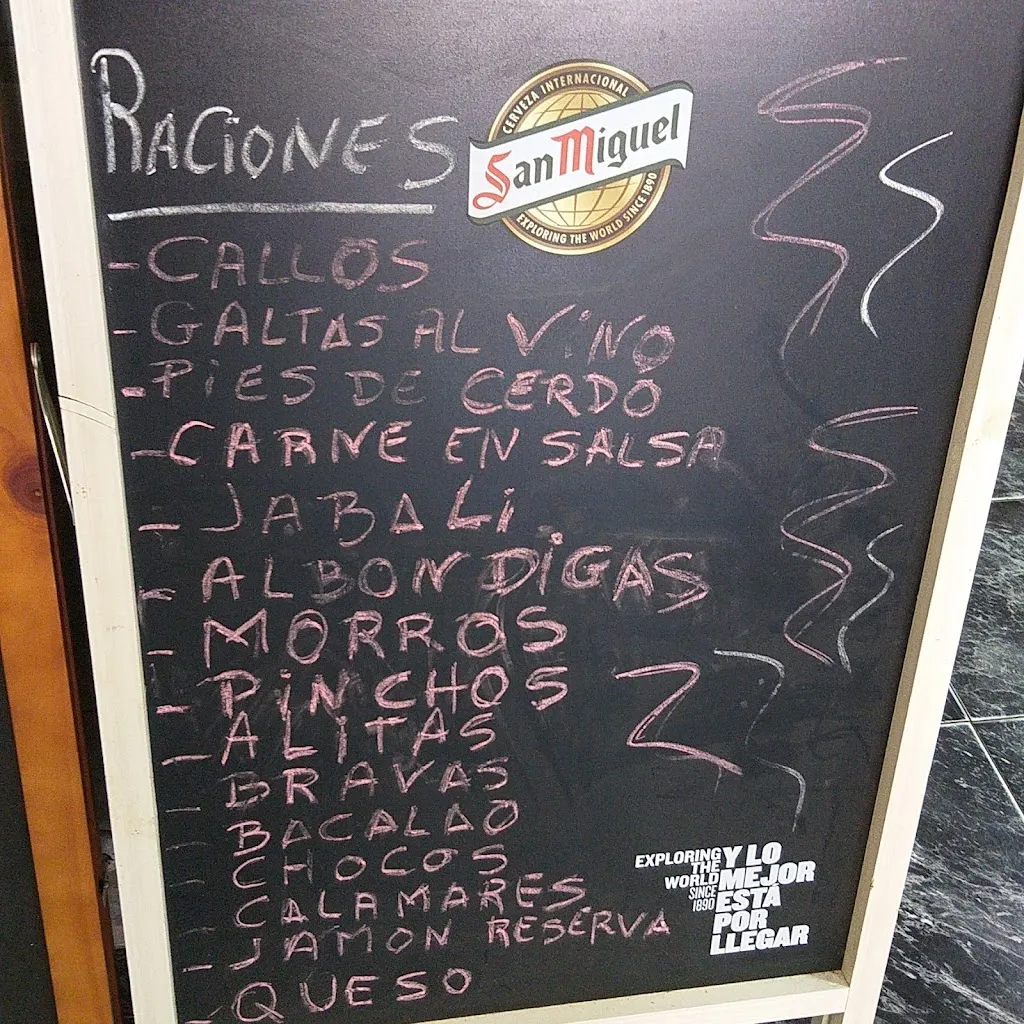 RACiONES
CERVEZA INTERNACIONAL
San Miguel
EXPLORING THE WORLD SINCE 1890
- CALLOS
- GALTAS AL ViNO
- PiES DE CERDO
- CARNE EN SALSA
- JABALi
- ALBONDiGAS
- MORROS
- PiNCHOS
- ALiTAS
- BRAVAS
- BACALAO
- CHOCOS
- CALAMARES
- JAMON RESERVA
- QUESO
EXPLORING
THE
WORLD
SINCE
1890
Y LO
MEJOR
ESTÁ
POR
LLEGAR